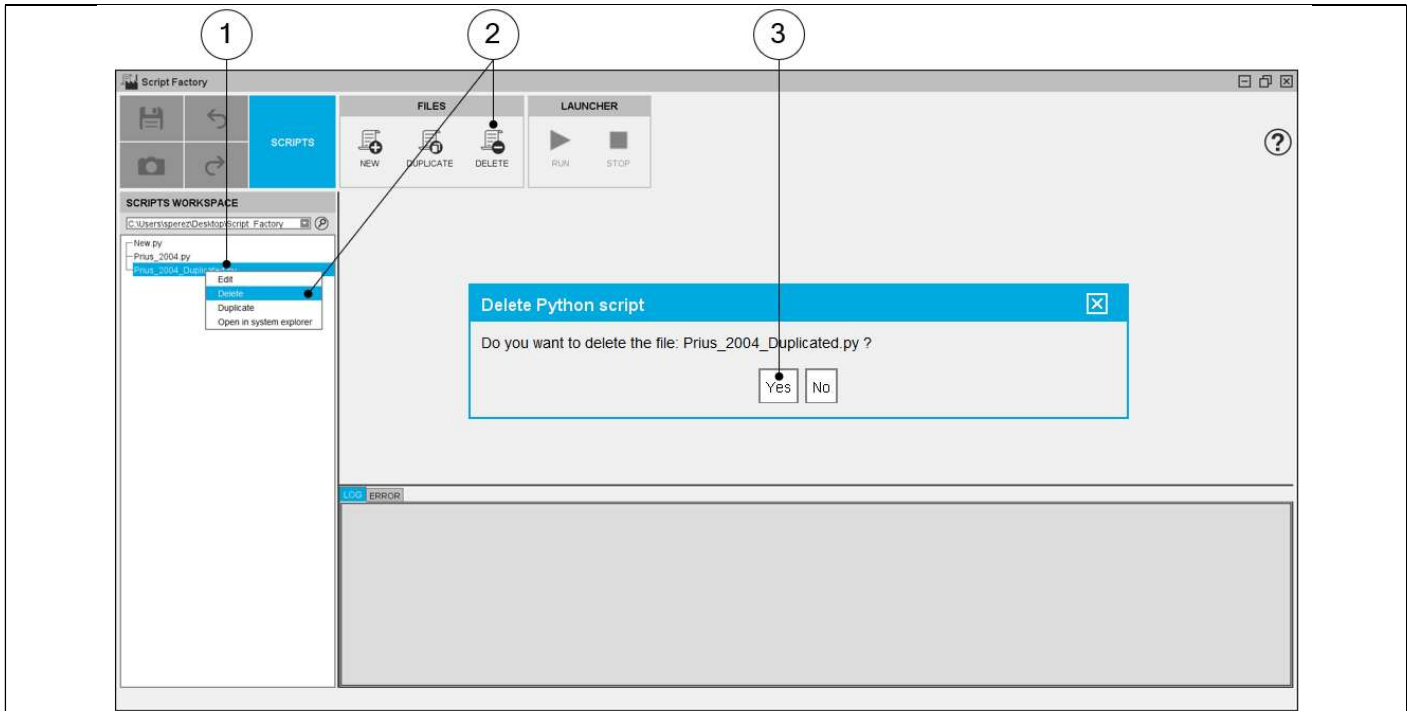 1 2 3
Script Factory
FILES LAUNCHER
SCRIPTS
NEW DUPLICATE DELETE RUN STOP
?
SCRIPTS WORKSPACE
C:\Users\sperez\Desktop\Script_Factory
New.py
Prius_2004.py
Prius_2004_Duplicated.py
Edit
Delete
Duplicate
Open in system explorer
Delete Python script
Do you want to delete the file: Prius_2004_Duplicated.py ?
Yes No
LOG ERROR